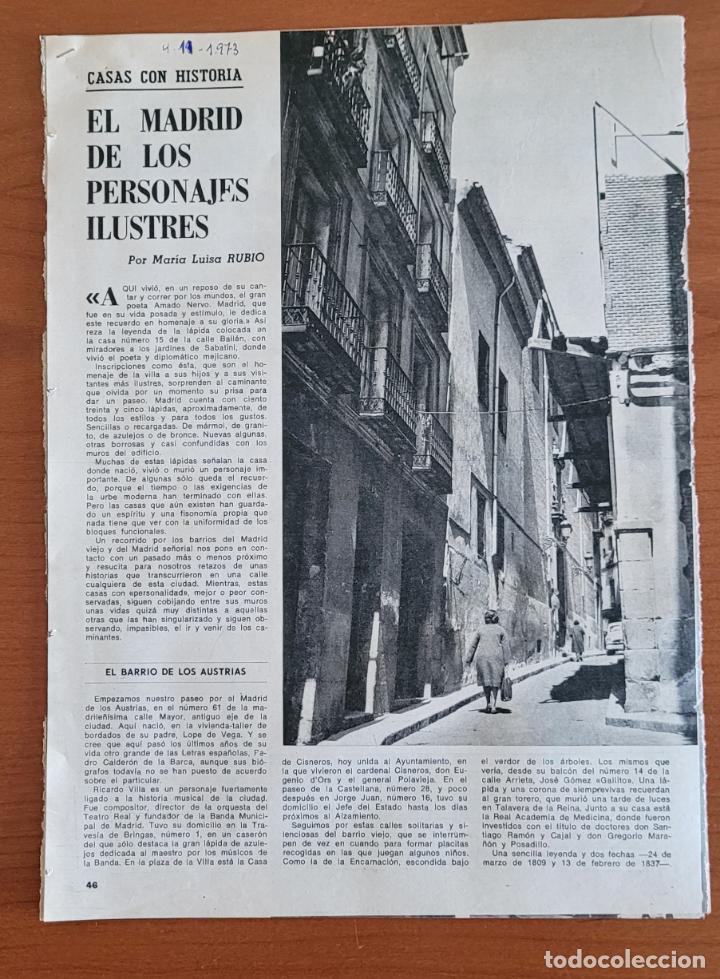 4-11-1.973
CASAS CON HISTORIA
EL MADRID
DE LOS
PERSONAJES
ILUSTRES
Por María Luisa RUBIO
«AQUI vivió, en un reposo de su can-
tar y correr por los mundos, el gran
poeta Amado Nervo. Madrid, que
fue en su vida posada y estímulo, le dedica
este recuerdo en homenaje a su gloria.» Así
reza la leyenda de la lápida colocada en
la casa número 15 de la calle Bailén, con
miradores a los jardines de Sabatini, donde
vivió el poeta y diplomático mejicano.
Inscripciones como ésta, que son el ho-
menaje de la villa a sus hijos y a sus visi-
tantes más ilustres, sorprenden al caminante
que olvida por un momento su prisa para
dar un paseo. Madrid cuenta con ciento
treinta y cinco lápidas, aproximadamente, de
todos los estilos y para todos los gustos.
Sencillas o recargadas. De mármol, de grani-
to, de azulejos o de bronce. Nuevas algunas,
otras borrosas y casi confundidas con los
muros del edificio.
Muchas de estas lápidas señalan la casa
donde nació, vivió o murió un personaje impor-
tante. De algunas sólo queda el recuer-
do, porque el tiempo o las exigencias de
la urbe moderna han terminado con ellas.
Pero las casas que aún existen han guarda-
do un espíritu y una fisonomía propia que
nada tiene que ver con la uniformidad de los
bloques funcionales.
Un recorrido por los barrios del Madrid
viejo y del Madrid señorial nos pone en con-
tacto con un pasado más o menos próximo
y resucita para nosotros retazos de unas
historias que transcurrieron en una calle
cualquiera de esta ciudad. Mientras, estas
casas con «personalidad», mejor o peor con-
servadas, siguen cobijando entre sus muros
unas vidas quizá muy distintas a aquellas
otras que las han singularizado y siguen ob-
servando, impasibles, el ir y venir de los ca-
minantes.
EL BARRIO DE LOS AUSTRIAS
Empezamos nuestro paseo por el Madrid
de los Austrias, en el número 61 de la ma-
drileñísima calle Mayor, antiguo eje de la
ciudad. Aquí nació, en la vivienda-taller de
bordados de su padre, Lope de Vega. Y se
cree que aquí pasó los últimos años de su
vida otro grande de las Letras españolas, Pe-
dro Calderón de la Barca, aunque sus bió-
grafos todavía no se han puesto de acuerdo
sobre el particular.
Ricardo Villa es un personaje fuertemente
ligado a la historia musical de la ciudad.
Fue compositor, director de la orquesta del
Teatro Real y fundador de la Banda Munici-
pal de Madrid. Tuvo su domicilio en la Tra-
vesía de Bringas, número 1, en un caserón
del que sólo destaca la gran lápida de azule-
jos dedicada al maestro por los músicos de
la Banda. En la plaza de la Villa está la Casa
de Cisneros, hoy unida al Ayuntamiento, en
la que vivieron el cardenal Cisneros, don Eu-
genio d'Ors y el general Polavieja. En el
paseo de la Castellana, número 28, y poco
después en Jorge Juan, número 16, tuvo su
domicilio el Jefe del Estado hasta los días
próximos al Alzamiento.
Seguimos por estas calles solitarias y si-
lenciosas del barrio viejo, que se interrum-
pen de vez en cuando para formar placitas
recogidas en las que juegan algunos niños.
Como la de la Encarnación, escondida bajo
el verdor de los árboles. Los mismos que
vería, desde su balcón del número 14 de la
calle Arrieta, José Gómez «Gallito». Una lá-
pida y una corona de siemprevivas recuerdan
al gran torero, que murió una tarde de luces
en Talavera de la Reina. Junto a su casa está
la Real Academia de Medicina, donde fueron
investidos con el título de doctores don San-
tiago Ramón y Cajal y don Gregorio Mara-
ñón y Posadillo.
Una sencilla leyenda y dos fechas —24 de
marzo de 1809 y 13 de febrero de 1837—,
46
todocoleccion.net